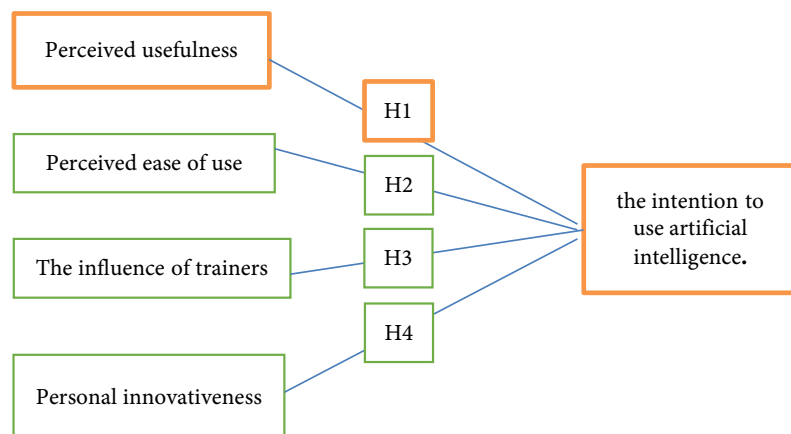 Perceived usefulness
H1
Perceived ease of use
H2
the intention to
use artificial
intelligence.
The influence of trainers
H3
H4
Personal innovativeness